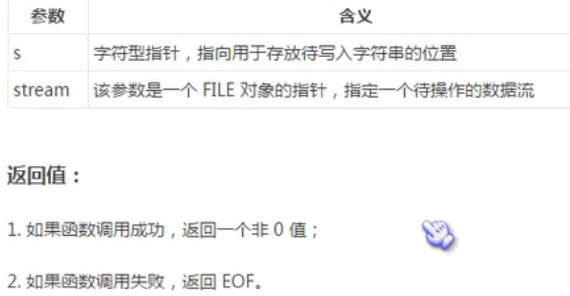 参数 含义
s 字符型指针，指向用于存放待写入字符串的位置
stream 该参数是一个 FILE 对象的指针，指定一个待操作的数据流
返回值：
1. 如果函数调用成功，返回一个非 0 值；
2. 如果函数调用失败，返回 EOF。